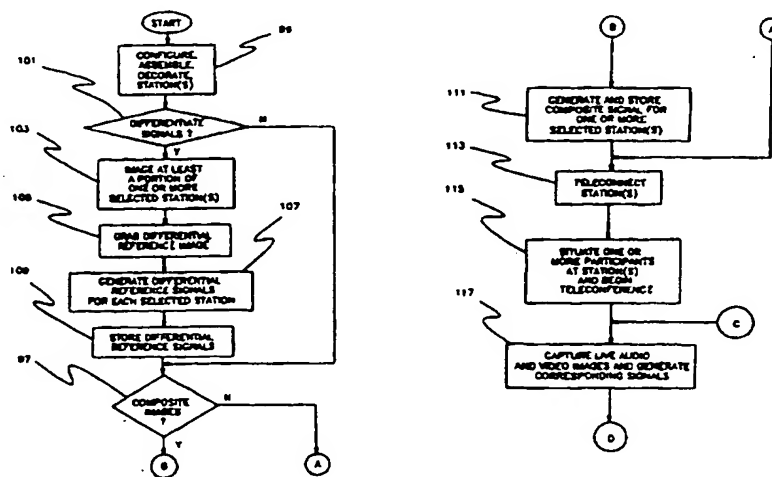 START
CONFIGURE,
ASSEMBLE,
DECORATE,
STATION(S)
101
DIFFERENTIATE
SIGNALS ?
N
Y
103
IMAGE AT LEAST
A PORTION OF
ONE OR MORE
SELECTED STATION(S)
GRAB DIFFERENTIAL
REFERENCE IMAGE
107
GENERATE DIFFERENTIAL
REFERENCE SIGNALS
FOR EACH SELECTED STATION
109
STORE DIFFERENTIAL
REFERENCE SIGNALS
97
COMPOSITE
IMAGES
?
N
Y
B
A
B
A
111
GENERATE AND STORE
COMPOSITE SIGNAL FOR
ONE OR MORE
SELECTED STATION(S)
113
TELECONNECT
STATION(S)
115
SITUATE ONE OR
MORE PARTICIPANTS
AT STATION(S)
AND BEGIN
TELECONFERENCE
C
117
CAPTURE LIVE AUDIO
AND VIDEO IMAGES AND GENERATE
CORRESPONDING SIGNALS
D